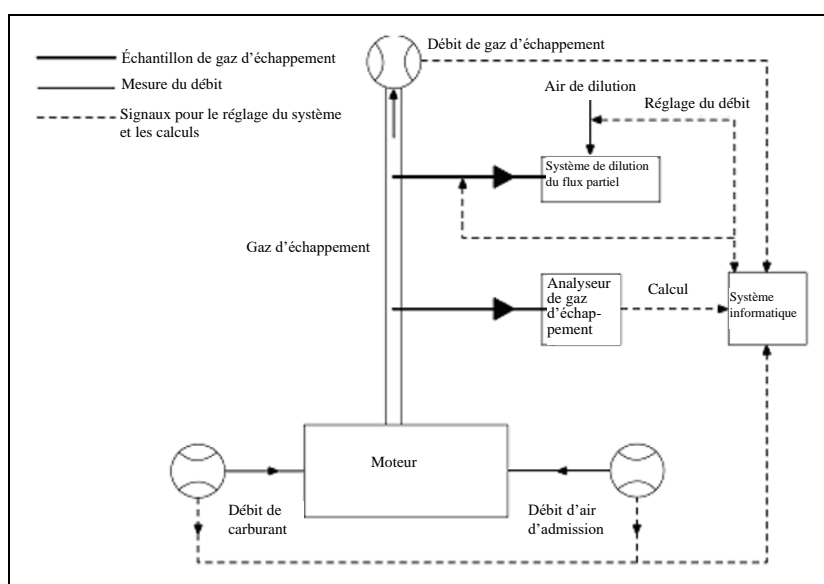 Échantillon de gaz d'échappement
Mesure du débit
Signaux pour le réglage du système
et les calculs
Débit de gaz d'échappement
Air de dilution
Réglage du débit
Système de dilution
du flux partiel
Gaz d'échappement
Analyseur
de gaz
d'échap-
pement
Calcul
Système
informatique
Moteur
Débit de
carburant
Débit d'air
d'admission